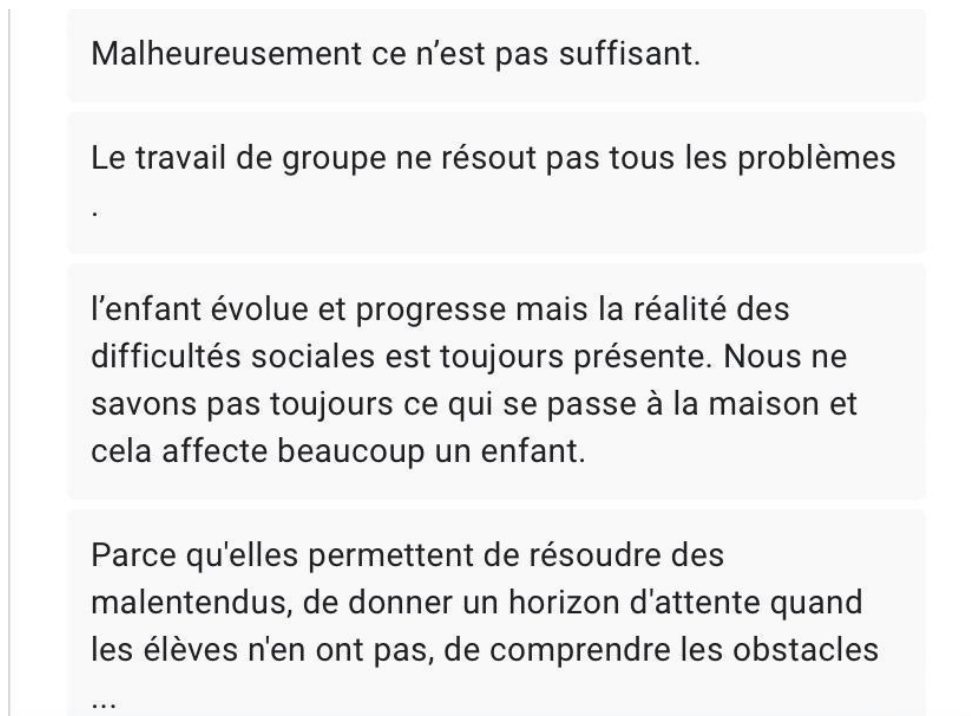 Malheureusement ce n’est pas suffisant.
Le travail de groupe ne résout pas tous les problèmes
.
l’enfant évolue et progresse mais la réalité des
difficultés sociales est toujours présente. Nous ne
savons pas toujours ce qui se passe à la maison et
cela affecte beaucoup un enfant.
Parce qu'elles permettent de résoudre des
malentendus, de donner un horizon d'attente quand
les élèves n'en ont pas, de comprendre les obstacles
...